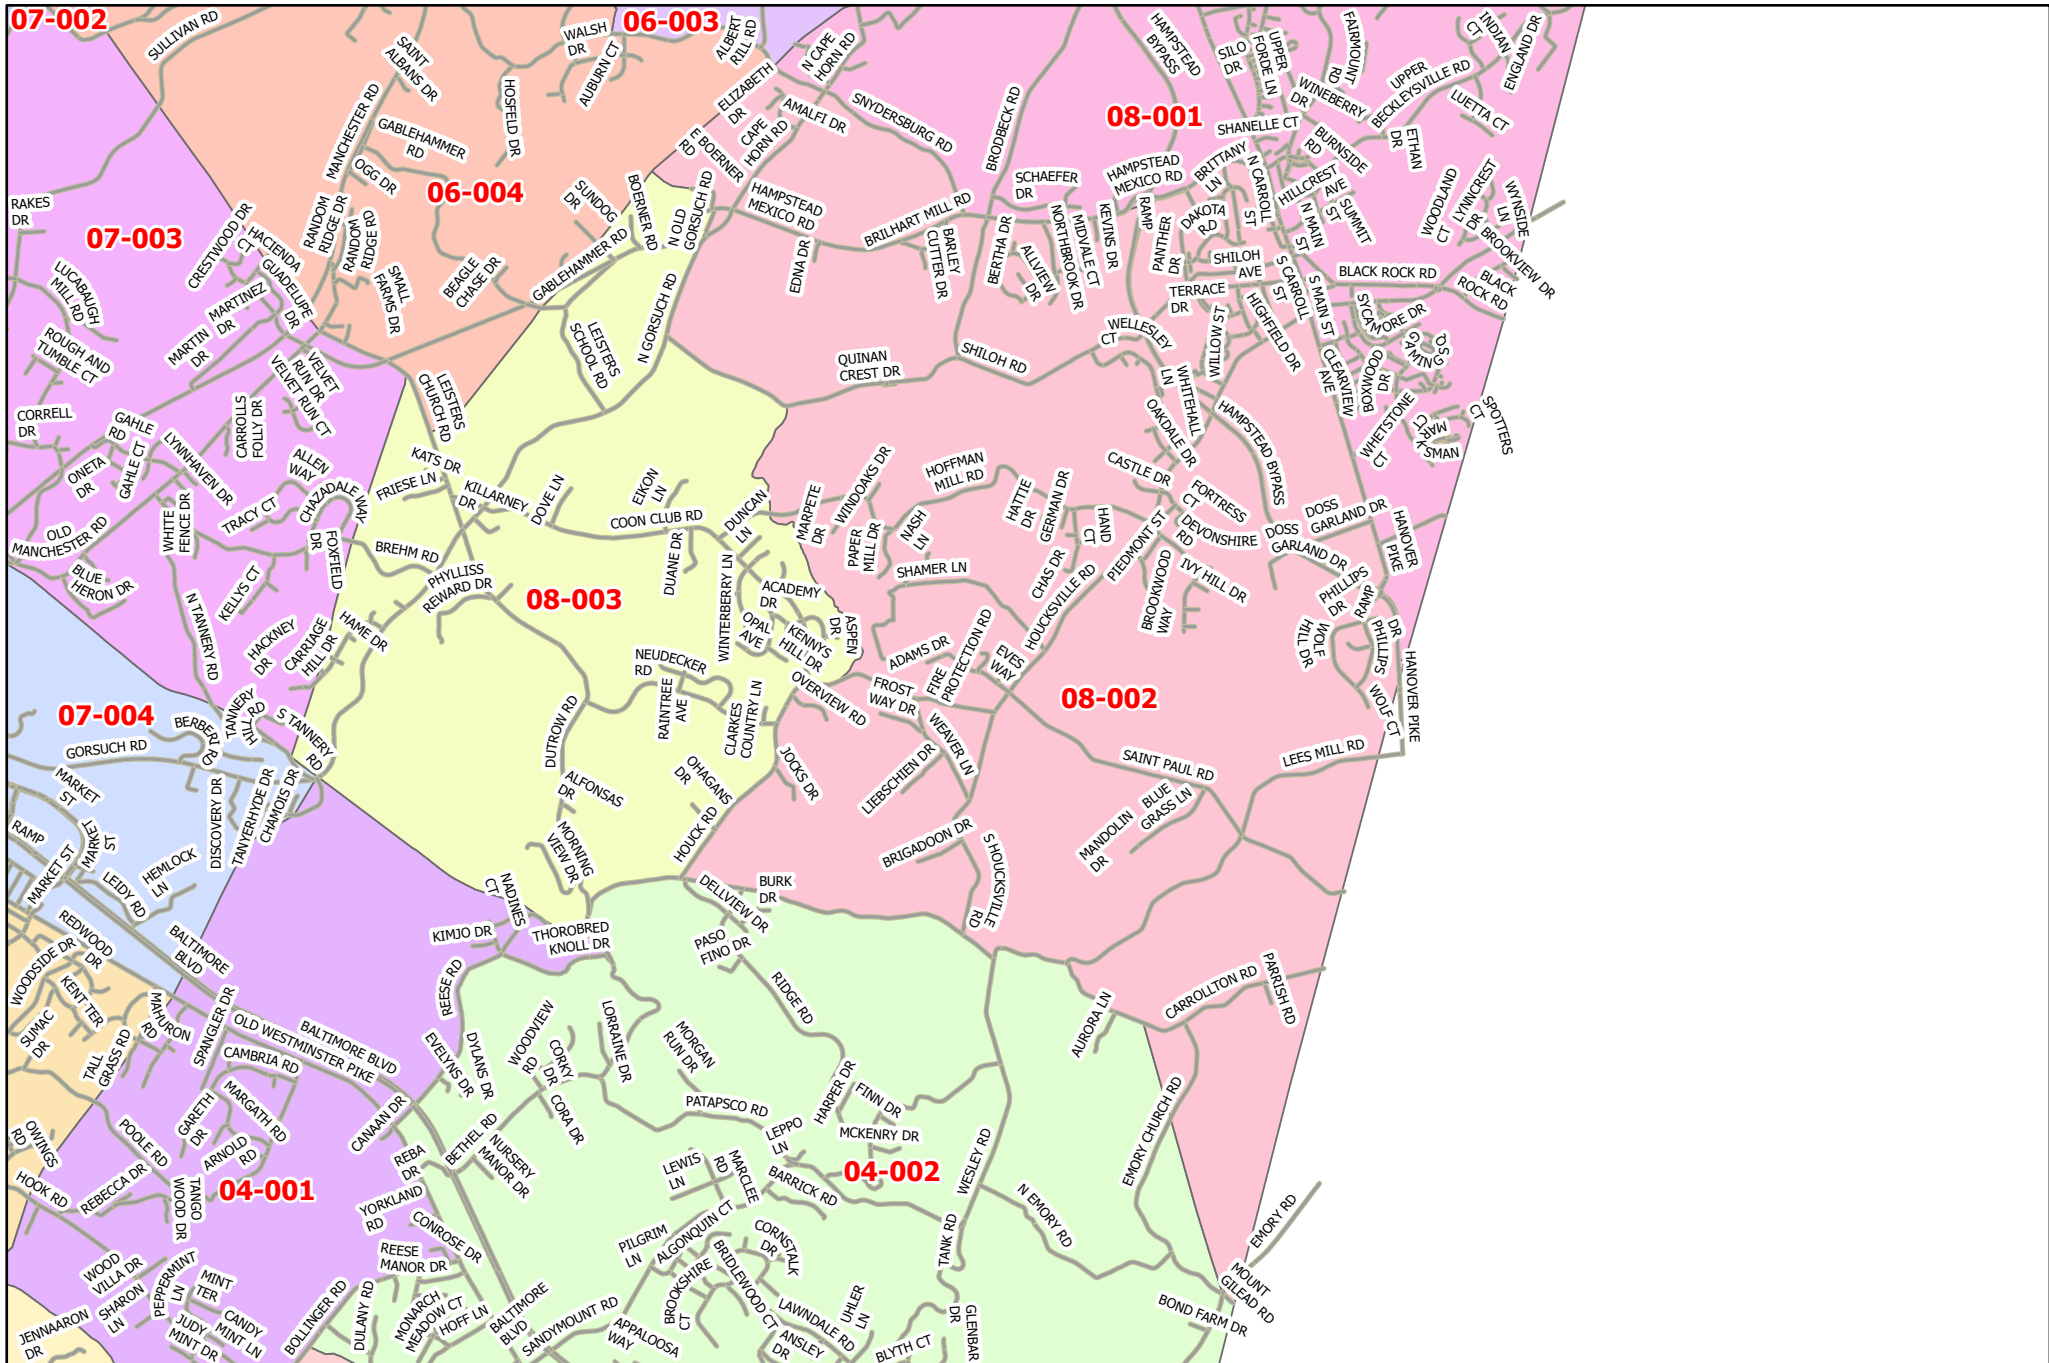 07-002
SULLIVAN RD
WALSH
DR
06-003
ALBERT
RILL RD
N CAPE
HORN RD
HAMPSTEAD
BYPASS
SILO
DR
UPPER
FORDE LN
FAIRMOUNT
RD
INDIAN
CT
ENGLAND DR
SAINT
ALBANS DR
AUBURN CT
HOSFELD DR
ELIZABETH
DR
AMALFI DR
SNYDERSBURG RD
BRODBECK RD
08-001
WINEBERRY
DR
UPPER
BECKLEYSVILLE RD
LUETTA CT
MANCHESTER RD
GABLEHAMMER
RD
OGG DR
06-004
E BOERNER
RD
CAPE
HORN RD
SHANELLE CT
BURNSIDE
RD
ETHAN
DR
RAKES
DR
07-003
CRESTWOOD DR
CT
HACIENDA
RANDOM
RIDGE DR
RANDOM
RIDGE RD
SUNDOG
DR
BOERNER RD
N OLD
GORSUCH RD
HAMPSTEAD
MEXICO RD
BRILHART MILL RD
SCHAEFER
DR
HAMPSTEAD
MEXICO RD
BRITTANY
LN
N CARROLL
ST
HILLCREST
AVE
SUMMIT
ST
N MAIN
ST
WOODLAND
CT
LYNNCREST
DR
WYNSIDE
LN
BROOKVIEW DR
LUCABAUGH
MILL RD
GUADELUPE
DR
MARTINEZ
DR
SMALL
FARMS DR
BEAGLE
CHASE DR
GABLEHAMMER RD
EDNA DR
BARLEY
CUTTER DR
BERTHA DR
ALLVIEW
DR
NORTHBROOK DR
MIDVALE CT
KEVINS DR
RAMP
PANTHER
DR
DAKOTA
RD
SHILOH
AVE
TERRACE
DR
S CARROLL
ST
BLACK ROCK RD
BLACK
ROCK RD
ROUGH AND
TUMBLE CT
MARTIN
DR
VELVET
RUN DR
VELVET RUN CT
LEISTERS
SCHOOL RD
N GORSUCH RD
QUINAN
CREST DR
SHILOH RD
WELLESLEY
CT
WILLOW ST
HIGHFIELD DR
S MAIN ST
SYCAMORE DR
GAMING
SQ
CORRELL
DR
GAHLE
RD
CARROLLS
FOLLY DR
LEISTERS
CHURCH RD
WHITEHALL
LN
OAKDALE DR
HAMPSTEAD BYPASS
CLEARVIEW
AVE
BOXWOOD
DR
WHETSTONE
CT
MARKSMAN
CT
SPOTTERS
CT
ONETA
DR
GAHLE CT
LYNNHAVEN DR
ALLEN
WAY
KATS DR
FRIESE LN
KILLARNEY
DR
DOVE LN
EIKON
LN
COON CLUB RD
DUNCAN
LN
MARPETE
DR
WINDOAKS DR
HOFFMAN
MILL RD
HATTIE
DR
GERMAN DR
CASTLE DR
FORTRESS
CT
DEVONSHIRE
RD
DOSS
GARLAND DR
DOSS
GARLAND DR
HANOVER
PIKE
OLD
MANCHESTER RD
WHITE
FENCE DR
TRACY CT
CHAZADALE WAY
FOXFIELD
DR
BREHM RD
DUANE DR
PAPER
MILL DR
NASH
LN
HAND
CT
PIEDMONT ST
BLUE
HERON DR
N TANNERY RD
KELLYS CT
PHYLLISS
REWARD DR
08-003
WINTERBERRY LN
ACADEMY
DR
SHAMER LN
CHAS DR
HOUCKSVILLE RD
BROOKWOOD
WAY
IVY HILL DR
PHILLIPS
DR
RAMP
HACKNEY
DR
CARRIAGE
HILL DR
HAME DR
OPAL
AVE
KENNYS
HILL DR
ASPEN
DR
ADAMS DR
FIRE
PROTECTION RD
EVES
WAY
WOLF
HILL DR
PHILLIPS
DR
HANOVER PIKE
NEUDECKER
RD
RAINTREE
AVE
CLARKES
COUNTRY LN
OVERVIEW RD
FROST
WAY DR
08-002
WOLF CT
07-004
GORSUCH RD
BERBERI
RD
TANNERY
HILL
RD
S TANNERY
RD
DUTROW RD
WEAVER LN
SAINT PAUL RD
LEES MILL RD
MARKET
ST
DISCOVERY DR
TANYERHYDE DR
CHAMOIS DR
ALFONSAS
DR
OHAGANS
DR
JOCKS DR
LIEBSCHIEN DR
MANDOLIN
DR
BLUE
GRASS LN
RAMP
MARKET ST
MARKET
ST
HEMLOCK
LN
LEIDY RD
MORNING
VIEW DR
HOUCK RD
BRIGADOON DR
S HOUCKSVILLE
RD
REDWOOD
DR
WOODSIDE DR
BALTIMORE
BLVD
NADINES
CT
KIMJO DR
THOROBRED
KNOLL DR
DELLVIEW DR
BURK
DR
PASO
FINO DR
KENT TER
SUMAC
DR
TALL
GRASS RD
MAHURON
RD
SPANGLER DR
OLD WESTMINSTER PIKE
BALTIMORE BLVD
REESE RD
RIDGE RD
AURORA LN
CARROLLTON RD
PARRISH RD
CAMBRIA RD
EVELYNS DR
DYLANS DR
WOODVIEW
RD
CORKY
DR
LORRAINE DR
MORGAN
RUN DR
PATAPSCO RD
HARPER DR
FINN DR
OWINGS
RD
POOLE RD
GARETH
DR
MARGATH RD
ARNOLD
RD
CANAAN DR
BETHEL RD
CORA DR
LEPPO
LN
MCKENRY DR
WESLEY RD
EMORY CHURCH RD
HOOK RD
REBECCA DR
TANGO
WOOD DR
04-001
REBA
DR
NURSERY
MANOR DR
LEWIS
LN
MARCLEE
RD
BARRICK RD
04-002
N EMORY RD
EMORY RD
YORKLAND
RD
CONROSE DR
PILGRIM
LN
ALGONQUIN CT
CORNSTALK
DR
TANK RD
WOOD
VILLA DR
SHARON
LN
PEPPERMINT
LN
MINT
TER
REESE
MANOR DR
BRIDLEWOOD CT
BROOKSHIRE
CT
MOUNT
GILEAD RD
JENNAARON
DR
JUDY
MINT DR
CANDY
MINT LN
BOLLINGER RD
DULANY RD
MONARCH
MEADOW CT
HOFF LN
BALTIMORE
BLVD
SANDYMOUNT RD
APPALOOSA
WAY
ANSLEY
DR
LAWNDALE RD
UHLER
LN
BLYTH CT
GLENBAR
DR
BOND FARM DR